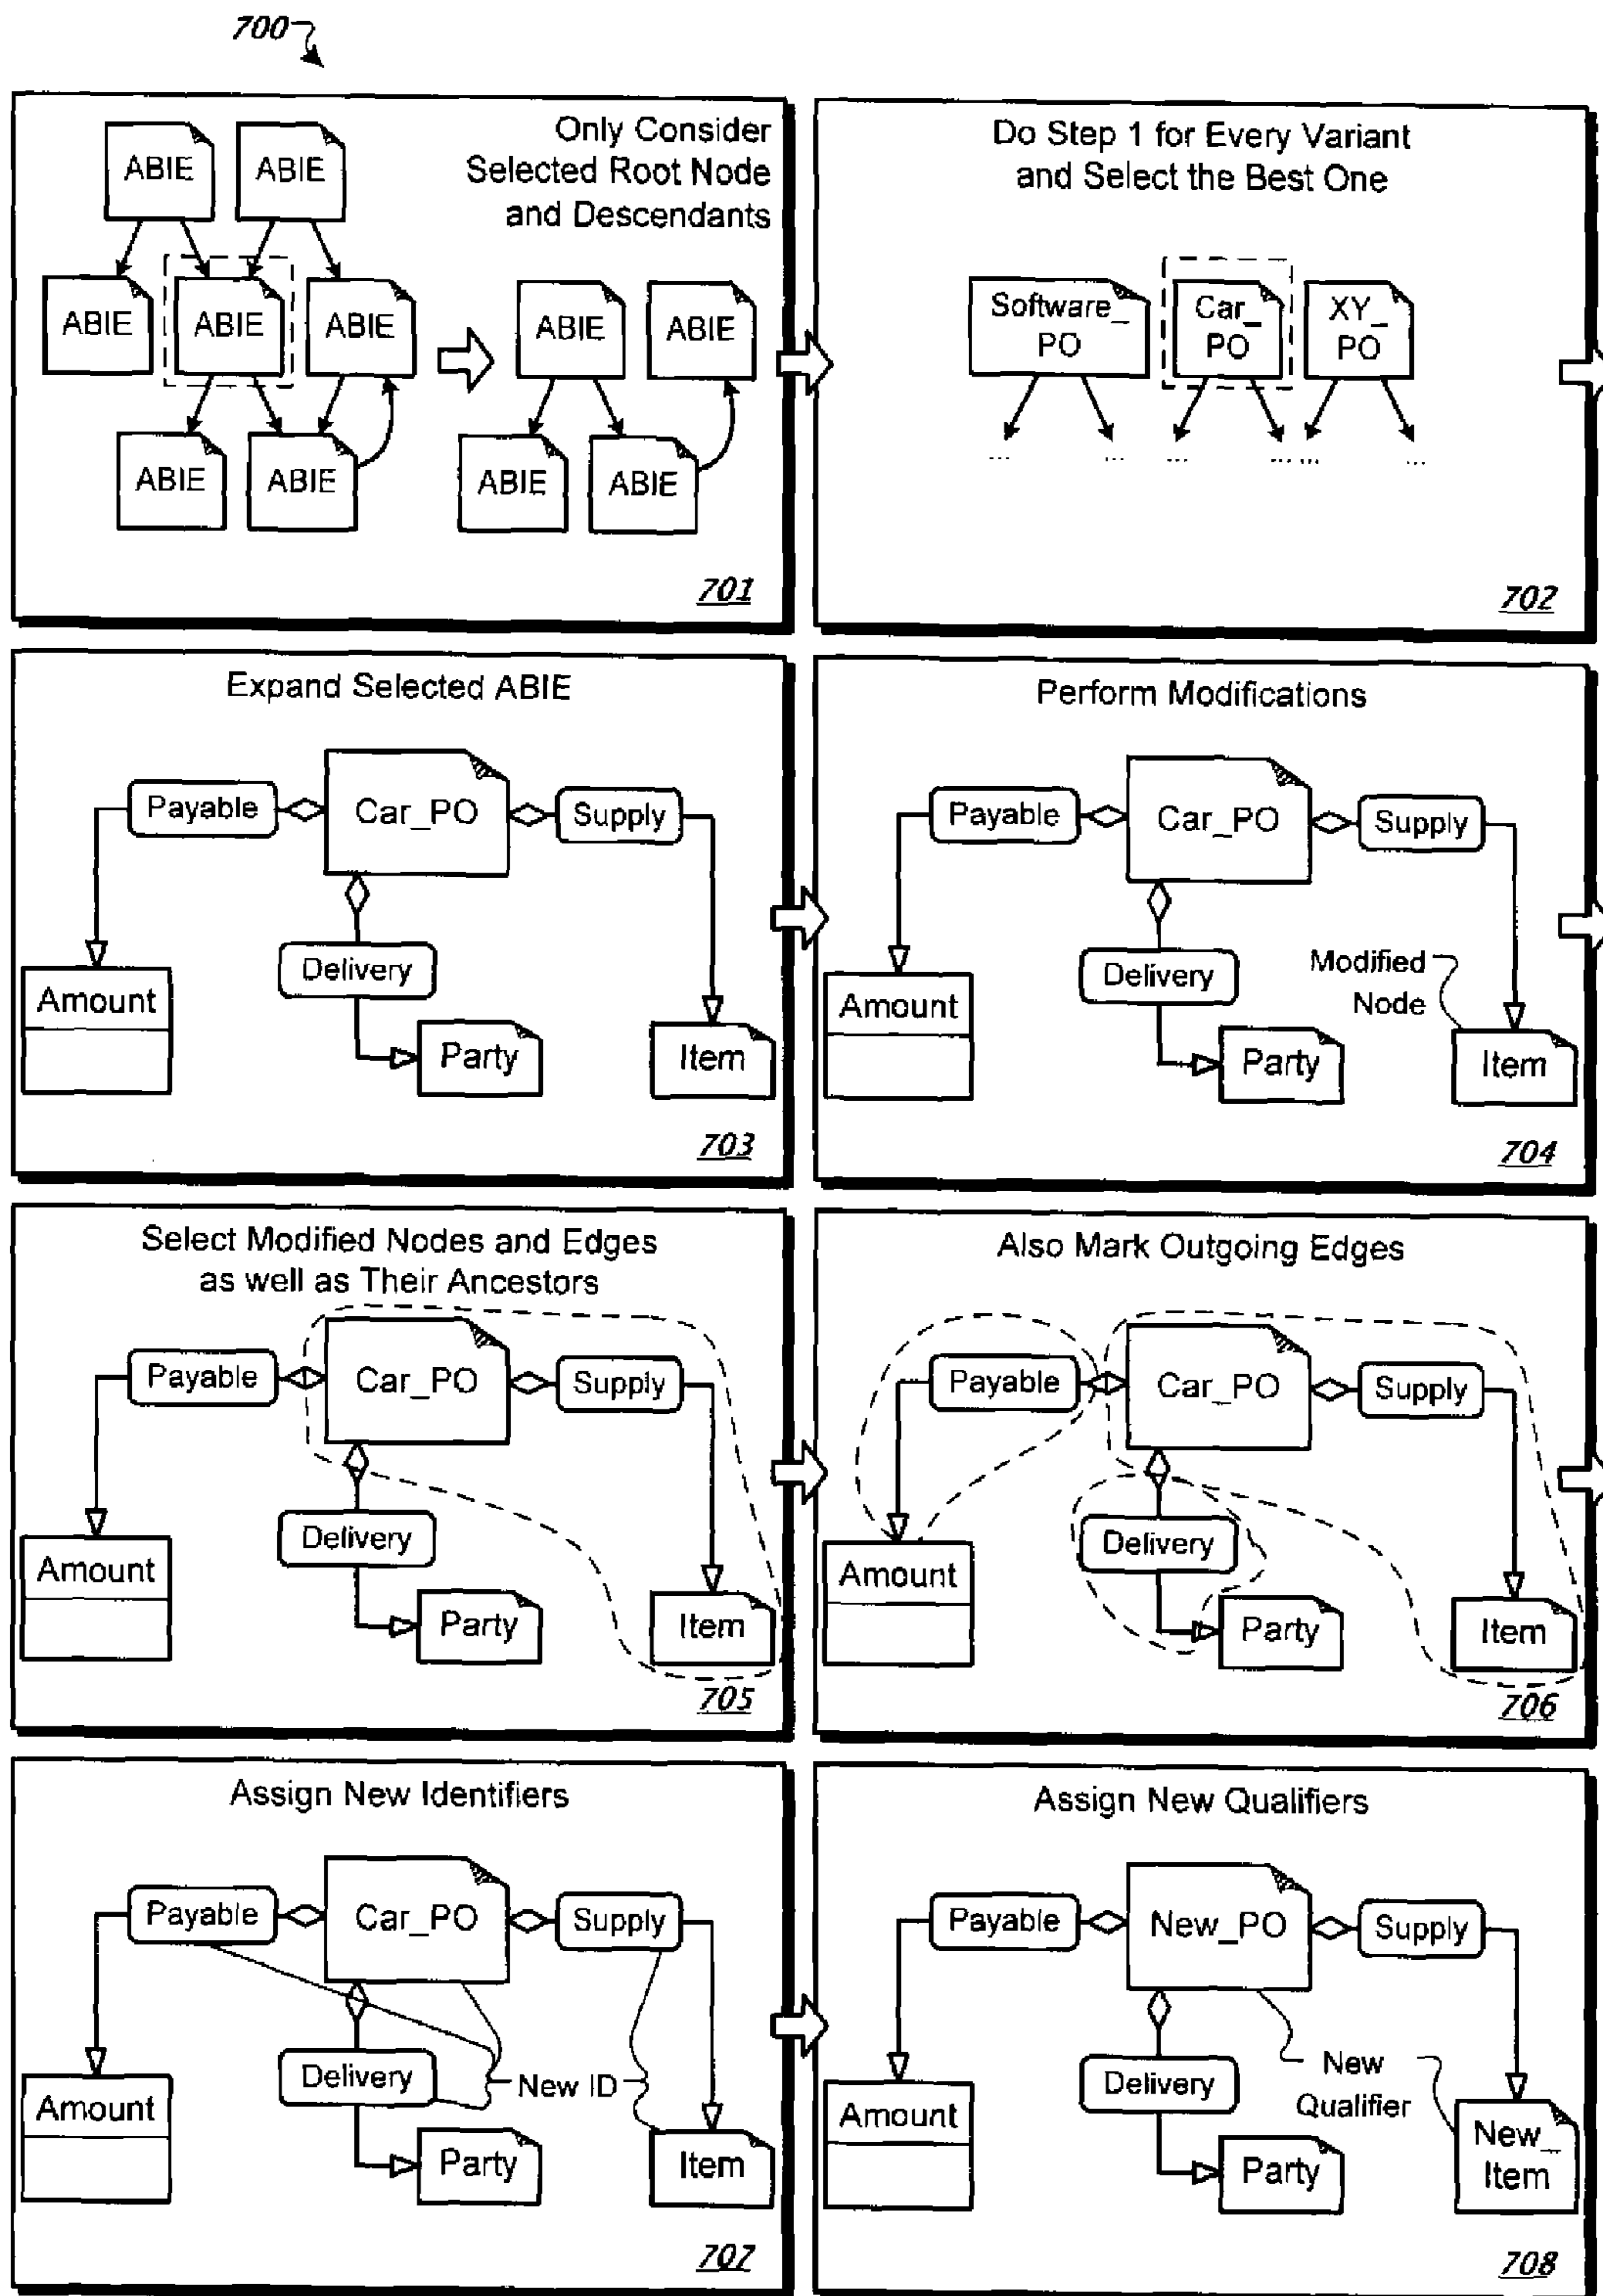 700
Only Consider
Selected Root Node
and Descendants
ABIE
ABIE
ABIE
ABIE
ABIE
ABIE
ABIE
ABIE
ABIE
ABIE
ABIE
701
Do Step 1 for Every Variant
and Select the Best One
Software_
PO
Car_
PO
XY_
PO
... ... ... ... ... ...
702
Expand Selected ABIE
Payable
Car_PO
Supply
Delivery
Amount
Party
Item
703
Perform Modifications
Payable
Car_PO
Supply
Modified
Node
Delivery
Amount
Party
Item
704
Select Modified Nodes and Edges
as well as Their Ancestors
Payable
Car_PO
Supply
Delivery
Amount
Party
Item
705
Also Mark Outgoing Edges
Payable
Car_PO
Supply
Delivery
Amount
Party
Item
706
Assign New Identifiers
Payable
Car_PO
Supply
Delivery
New ID
Amount
Party
Item
707
Assign New Qualifiers
Payable
New_PO
Supply
New
Qualifier
Delivery
Amount
Party
New_
Item
708